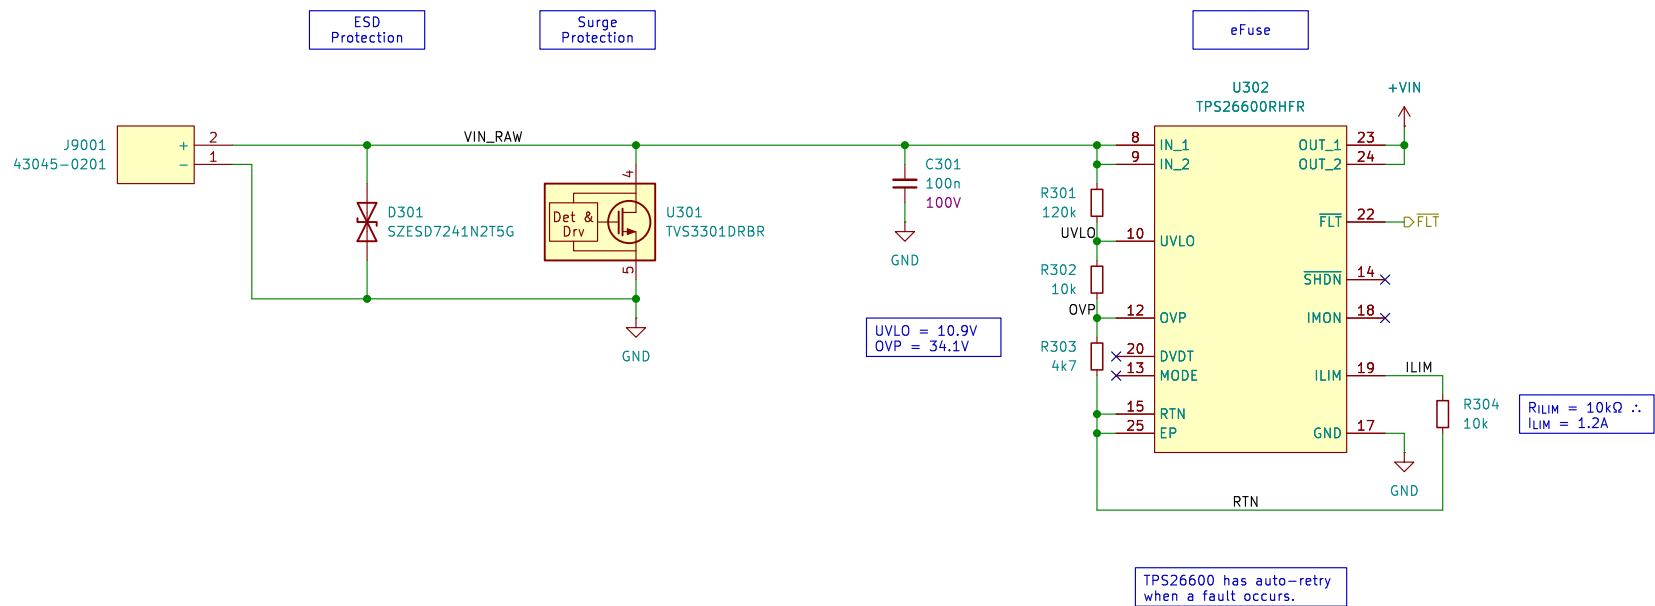 ESD
Protection
Surge
Protection
eFuse
U302
TPS26600RHFR
+VIN
J9001
43045-0201
+
-
2
1
VIN_RAW
D301
SZESD7241N2T5G
4
Det &
Drv
5
U301
TVS3301DRBR
GND
C301
100n
100V
GND
UVLO = 10.9V
OVP = 34.1V
R301
120k
UVLO
R302
10k
OVP
R303
4k7
8 IN_1
9 IN_2
10 UVLO
12 OVP
20 DVDT
13 MODE
15 RTN
25 EP
OUT_1 23
OUT_2 24
FLT 22
FLT
SHDN 14
IMON 18
ILIM 19
ILIM
GND 17
GND
R304
10k
RILIM = 10kΩ ∴
ILIM = 1.2A
RTN
TPS26600 has auto-retry
when a fault occurs.